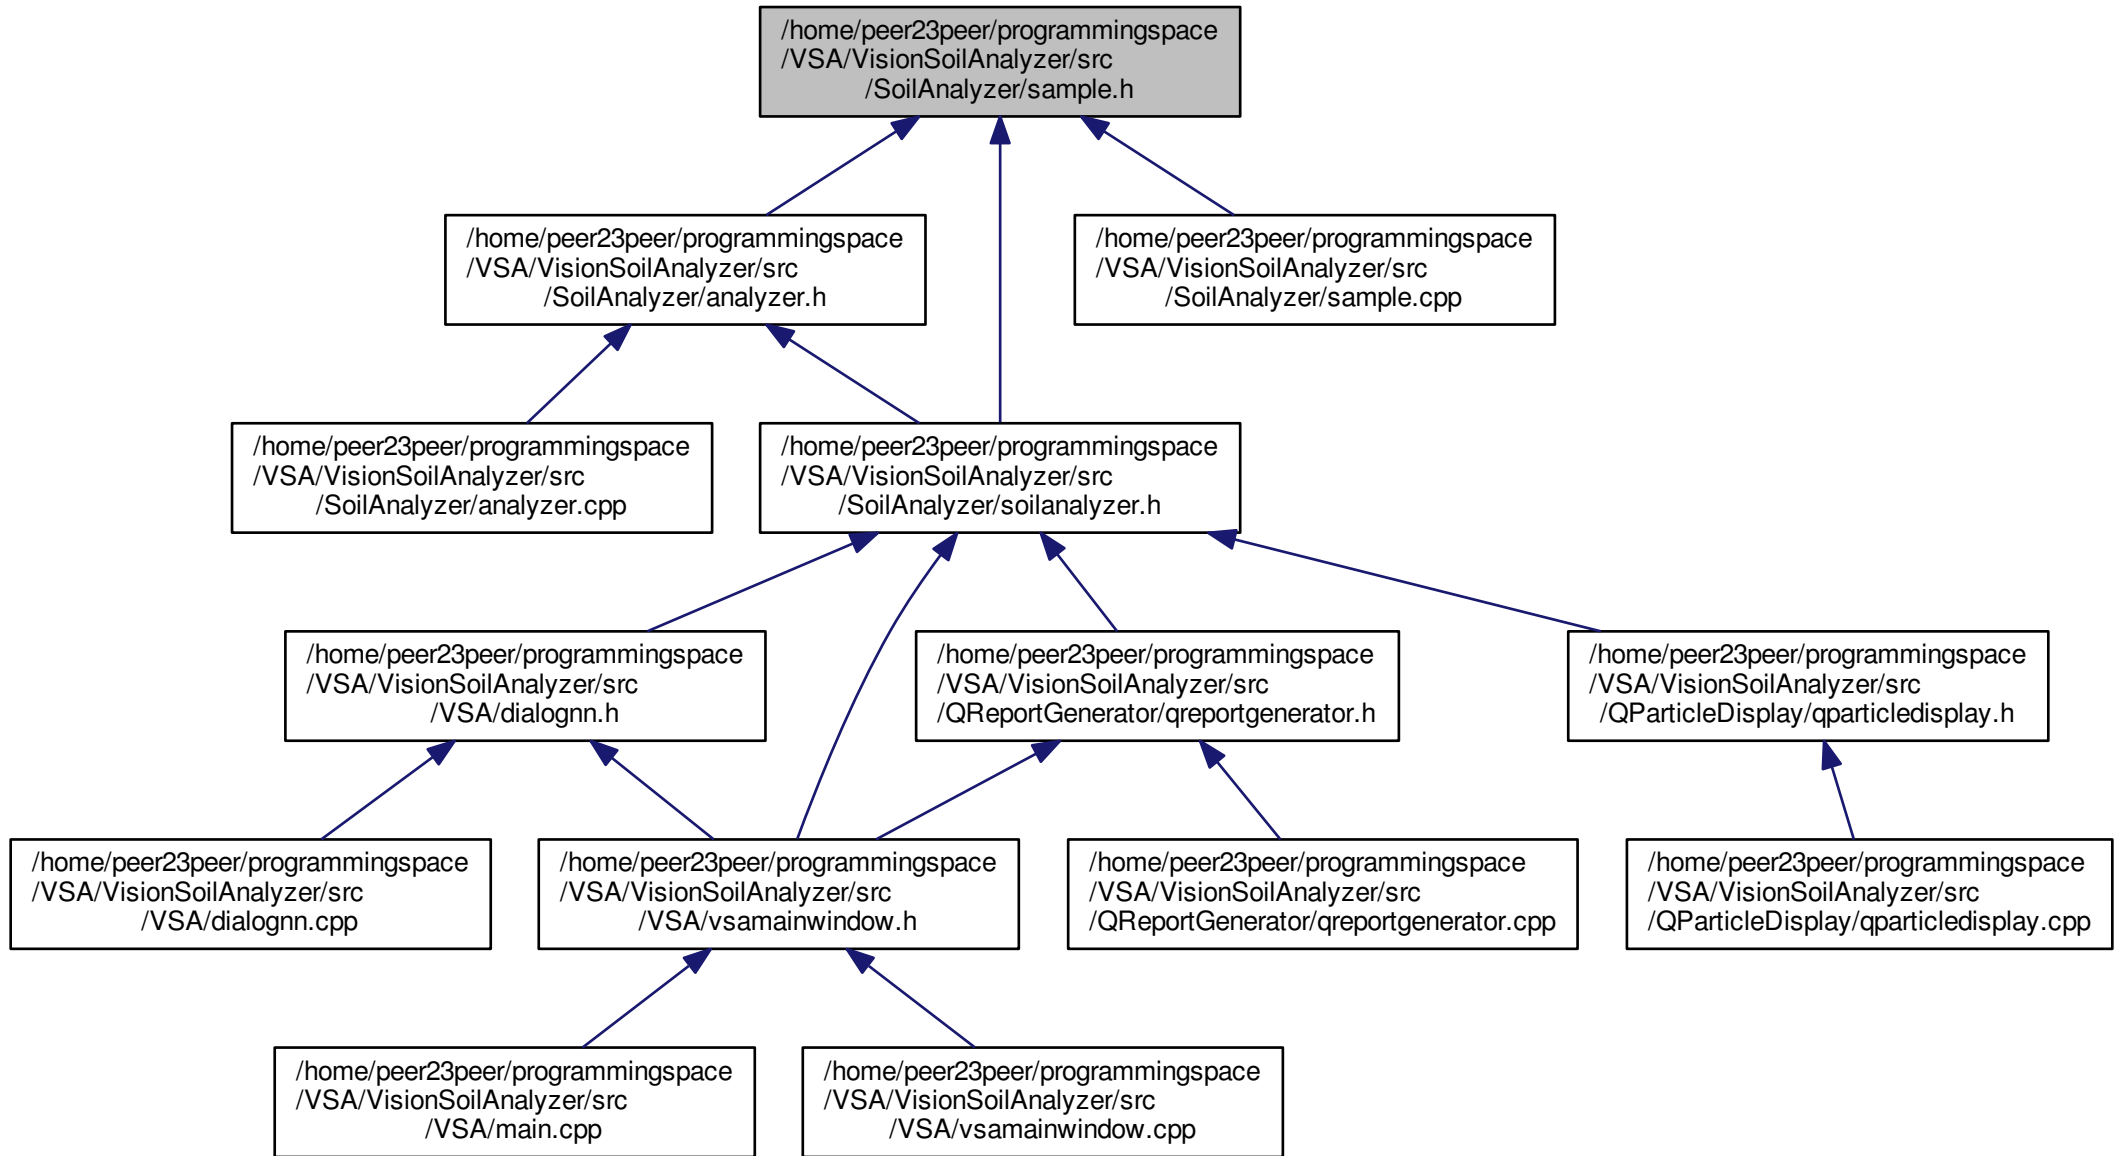 /home/peer23peer/programmingspace
/VSA/VisionSoilAnalyzer/src
/SoilAnalyzer/sample.h
/home/peer23peer/programmingspace
/VSA/VisionSoilAnalyzer/src
/SoilAnalyzer/analyzer.h
/home/peer23peer/programmingspace
/VSA/VisionSoilAnalyzer/src
/SoilAnalyzer/sample.cpp
/home/peer23peer/programmingspace
/VSA/VisionSoilAnalyzer/src
/SoilAnalyzer/analyzer.cpp
/home/peer23peer/programmingspace
/VSA/VisionSoilAnalyzer/src
/SoilAnalyzer/soilanalyzer.h
/home/peer23peer/programmingspace
/VSA/VisionSoilAnalyzer/src
/VSA/dialognn.h
/home/peer23peer/programmingspace
/VSA/VisionSoilAnalyzer/src
/QReportGenerator/qreportgenerator.h
/home/peer23peer/programmingspace
/VSA/VisionSoilAnalyzer/src
/QParticleDisplay/qparticledisplay.h
/home/peer23peer/programmingspace
/VSA/VisionSoilAnalyzer/src
/VSA/dialognn.cpp
/home/peer23peer/programmingspace
/VSA/VisionSoilAnalyzer/src
/VSA/vsamainwindow.h
/home/peer23peer/programmingspace
/VSA/VisionSoilAnalyzer/src
/QReportGenerator/qreportgenerator.cpp
/home/peer23peer/programmingspace
/VSA/VisionSoilAnalyzer/src
/QParticleDisplay/qparticledisplay.cpp
/home/peer23peer/programmingspace
/VSA/VisionSoilAnalyzer/src
/VSA/main.cpp
/home/peer23peer/programmingspace
/VSA/VisionSoilAnalyzer/src
/VSA/vsamainwindow.cpp